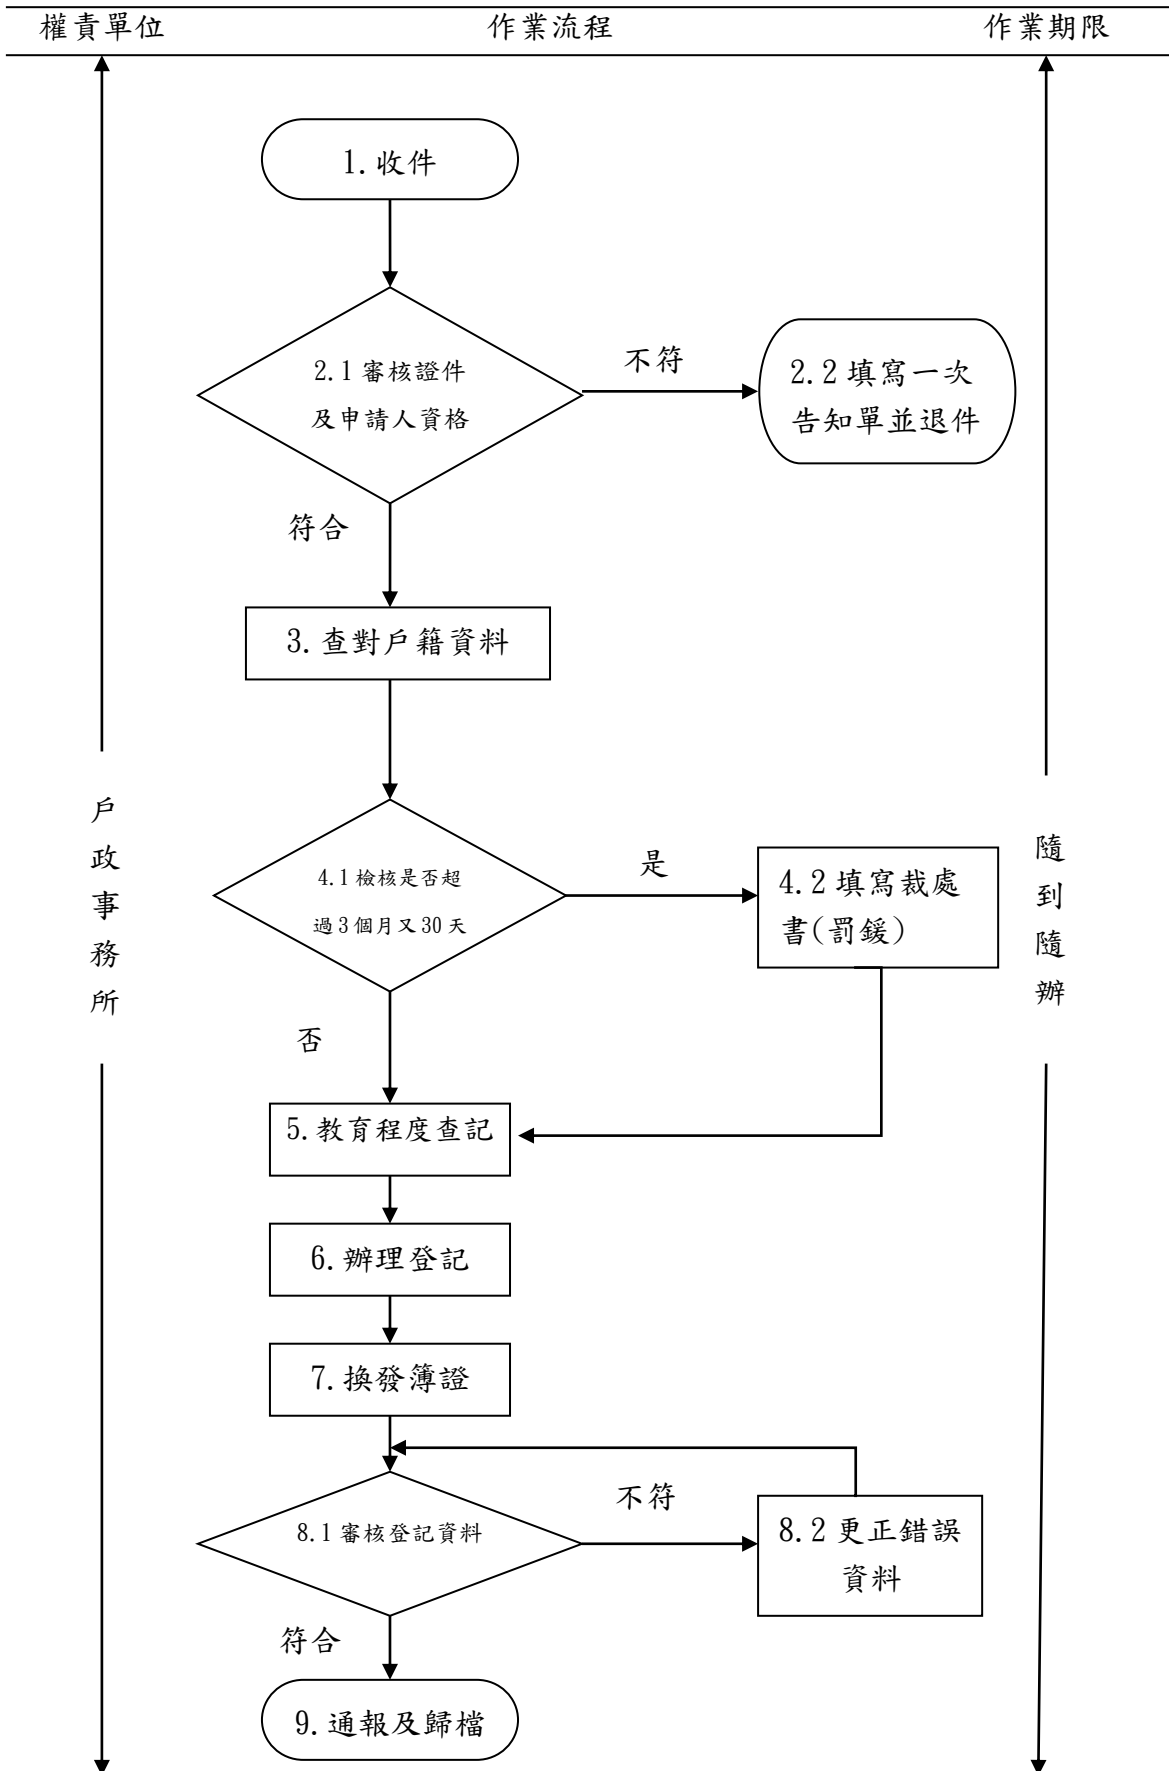 權責單位
作業流程
作業期限
1.收件
2.1審核證件
及申請人資格
不符
2.2填寫一次
告知單並退件
符合
3.查對戶籍資料
戶
政
事
務
所
4.1檢核是否超
過3個月又30天
是
4.2填寫裁處
書(罰鍰)
隨
到
隨
辦
否
5.教育程度查記
6.辦理登記
7.換發簿證
8.1審核登記資料
不符
8.2更正錯誤
資料
符合
9.通報及歸檔